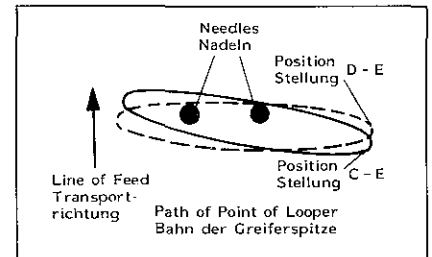 Needles
Nadeln
Position
Stellung D - E
Position
Stellung C - E
Line of Feed
Transport-
richtung
Path of Point of Looper
Bahn der Greiferspitze